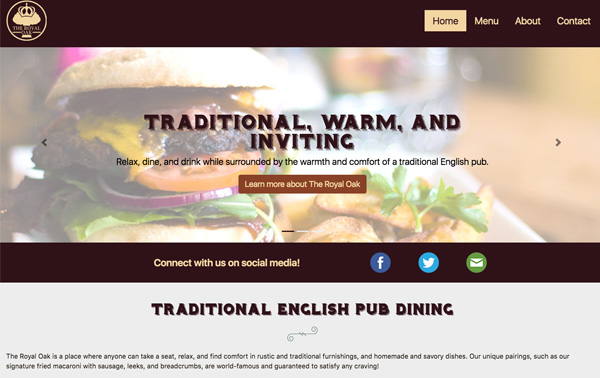 THE ROYAL
OAK
Home Menu About Contact
TRADITIONAL, WARM, AND
INVITING
Relax, dine, and drink while surrounded by the warmth and comfort of a traditional English pub.
Learn more about The Royal Oak
Connect with us on social media!
TRADITIONAL ENGLISH PUB DINING
The Royal Oak is a place where anyone can take a seat, relax, and find comfort in rustic and traditional furnishings, and homemade and savory dishes. Our unique pairings, such as our
signature fried macaroni with sausage, leeks, and breadcrumbs, are world-famous and guaranteed to satisfy any craving!